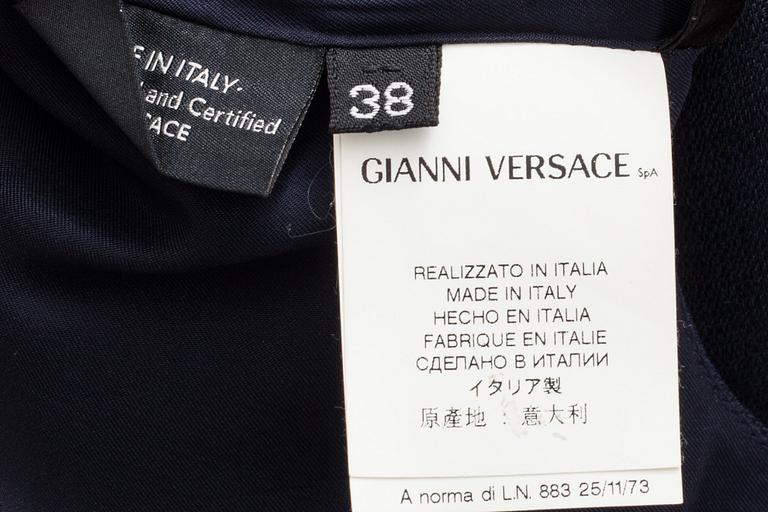 IN ITALY-
and Certified
38
GIANNI VERSACE SpA
REALIZZATO IN ITALIA
MADE IN ITALY
HECHO EN ITALIA
FABRIQUE EN ITALIE
СДЕЛАНО В ИТАЛИИ
イタリア製
原產地 : 意大利
A norma di L.N. 883 25/11/73